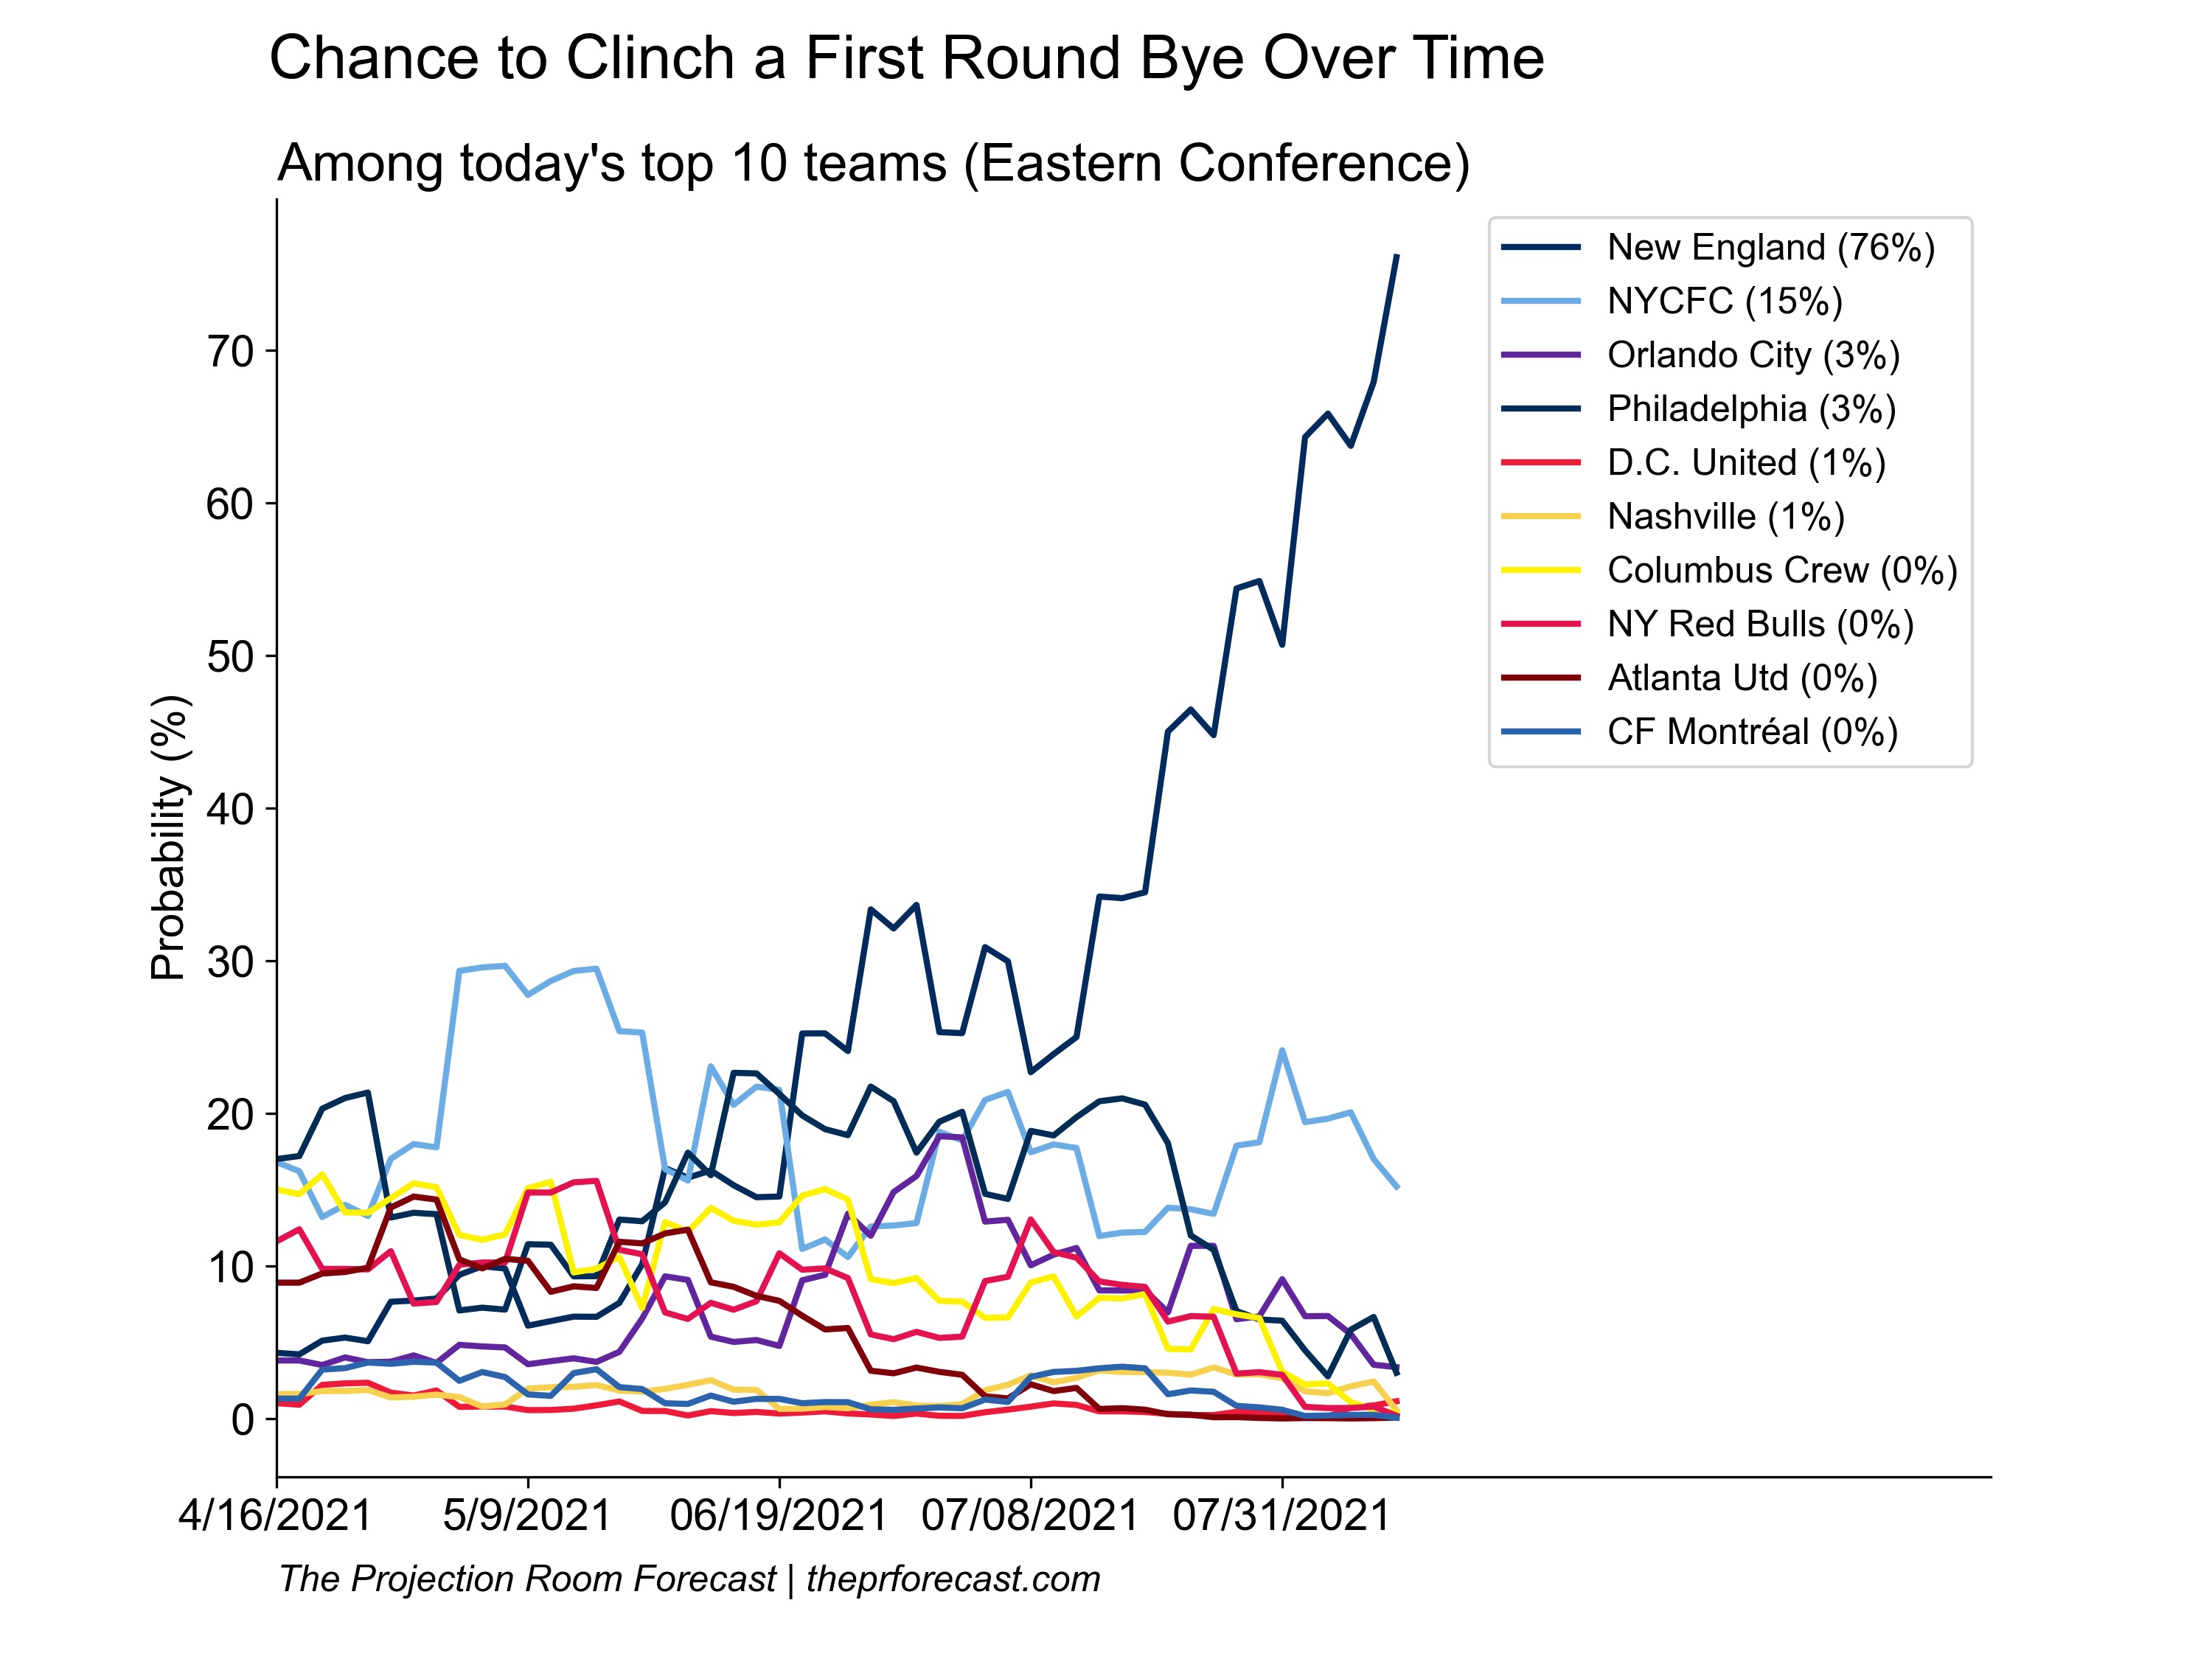 Chance to Clinch a First Round Bye Over Time
Among today's top 10 teams (Eastern Conference)
New England (76%)
NYCFC (15%)
Orlando City (3%)
Philadelphia (3%)
D.C. United (1%)
Nashville (1%)
Columbus Crew (0%)
NY Red Bulls (0%)
Atlanta Utd (0%)
CF Montréal (0%)
Probability (%)
70
60
50
40
30
20
10
0
4/16/2021 5/9/2021 06/19/2021 07/08/2021 07/31/2021
The Projection Room Forecast | theprforecast.com